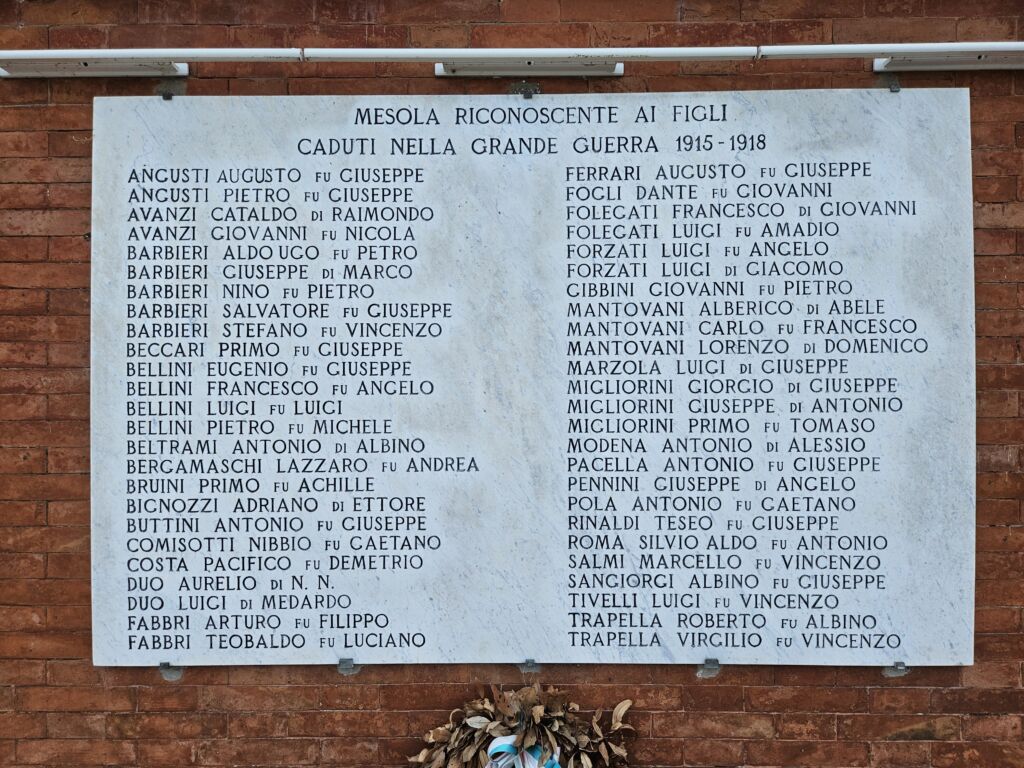 MESOLA RICONOSCENTE AI FIGLI
CADUTI NELLA GRANDE GUERRA 1915-1918
ANGUSTI AUGUSTO FU GIUSEPPE
ANGUSTI PIETRO FU GIUSEPPE
AVANZI CATALDO DI RAIMONDO
AVANZI GIOVANNI FU NICOLA
BARBIERI ALDO UGO FU PETRO
BARBIERI GIUSEPPE DI MARCO
BARBIERI NINO FU PIETRO
BARBIERI SALVATORE FU GIUSEPPE
BARBIERI STEFANO FU VINCENZO
BECCARI PRIMO FU GIUSEPPE
BELLINI EUGENIO FU GIUSEPPE
BELLINI FRANCESCO FU ANGELO
BELLINI LUIGI FU LUIGI
BELLINI PIETRO FU MICHELE
BELTRAMI ANTONIO DI ALBINO
BERGAMASCHI LAZZARO FU ANDREA
BRUINI PRIMO FU ACHILLE
BIGNOZZI ADRIANO DI ETTORE
BUTTINI ANTONIO FU GIUSEPPE
COMISOTTI NIBBIO FU GAETANO
COSTA PACIFICO FU DEMETRIO
DUO AURELIO DI N. N.
DUO LUIGI DI MEDARDO
FABBRI ARTURO FU FILIPPO
FABBRI TEOBALDO FU LUCIANO
FERRARI AUGUSTO FU GIUSEPPE
FOGLI DANTE FU GIOVANNI
FOLEGATI FRANCESCO DI GIOVANNI
FOLEGATI LUIGI FU AMADIO
FORZATI LUIGI FU ANGELO
FORZATI LUIGI DI GIACOMO
GIBBINI GIOVANNI FU PIETRO
MANTOVANI ALBERICO DI ABELE
MANTOVANI CARLO FU FRANCESCO
MANTOVANI LORENZO DI DOMENICO
MARZOLA LUIGI DI GIUSEPPE
MIGLIORINI GIORGIO DI GIUSEPPE
MIGLIORINI GIUSEPPE DI ANTONIO
MIGLIORINI PRIMO FU TOMASO
MODENA ANTONIO DI ALESSIO
PACELLA ANTONIO FU GIUSEPPE
PENNINI GIUSEPPE DI ANGELO
POLA ANTONIO FU GAETANO
RINALDI TESEO FU GIUSEPPE
ROMA SILVIO ALDO FU ANTONIO
SALMI MARCELLO FU VINCENZO
SANGIORGI ALBINO FU GIUSEPPE
TIVELLI LUIGI FU VINCENZO
TRAPELLA ROBERTO FU ALBINO
TRAPELLA VIRGILIO FU VINCENZO